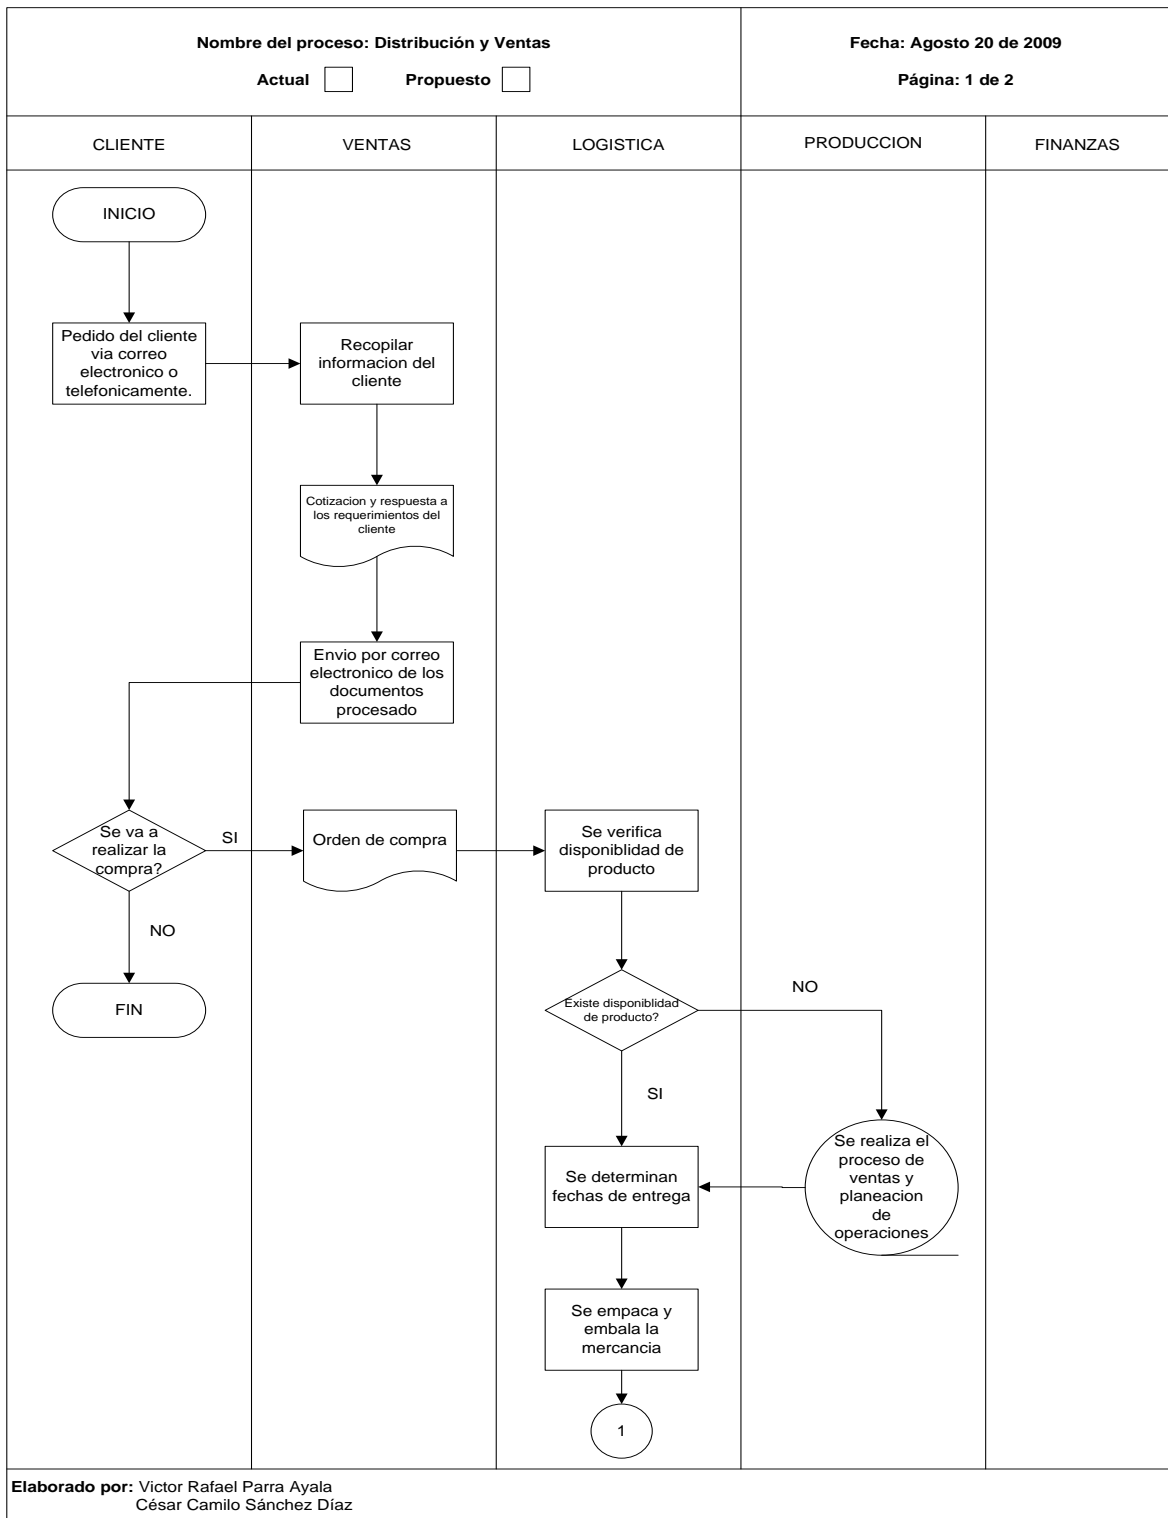 Nombre del proceso: Distribución y Ventas
Actual
Propuesto
Fecha: Agosto 20 de 2009
Página: 1 de 2
CLIENTE
VENTAS
LOGISTICA
PRODUCCION
FINANZAS
INICIO
Pedido del cliente
via correo
electronico o
telefonicamente.
Recopilar
informacion del
cliente
Cotizacion y respuesta a
los requerimientos del
cliente
Envio por correo
electronico de los
documentos
procesado
Se va a
realizar la
compra?
SI
NO
FIN
Orden de compra
Se verifica
disponiblidad de
producto
Existe disponiblidad
de producto?
NO
SI
Se realiza el
proceso de
ventas y
planeacion
de
operaciones
Se determinan
fechas de entrega
Se empaca y
embala la
mercancia
1
Elaborado por: Victor Rafael Parra Ayala
César Camilo Sánchez Díaz